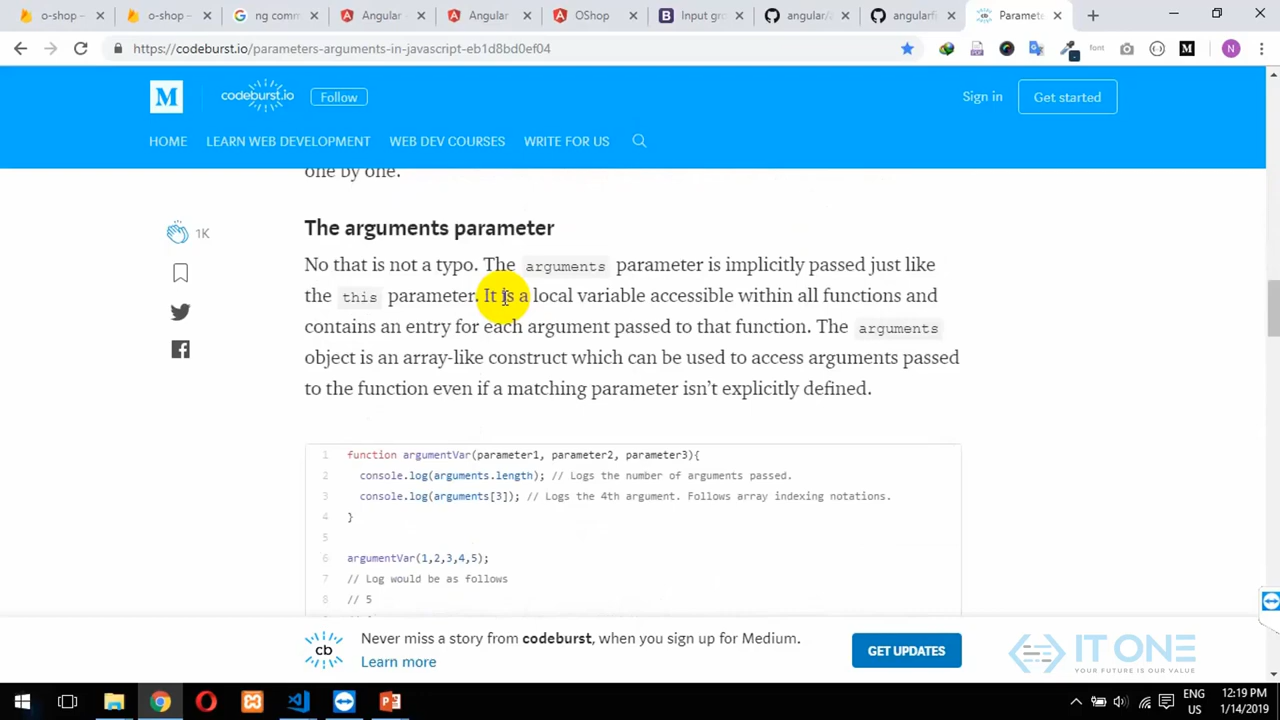 o-shop –
o-shop –
ng comm
Angular
Angular
OShop
Input gro
angular/a
angularfi
Parameter
https://codeburst.io/parameters-arguments-in-javascript-eb1d8bd0ef04
font
N
M
codeburst.io
Follow
Sign in
Get started
HOME
LEARN WEB DEVELOPMENT
WEB DEV COURSES
WRITE FOR US
one by one.
The arguments parameter
1K
No that is not a typo. The arguments parameter is implicitly passed just like
the this parameter. It is a local variable accessible within all functions and
contains an entry for each argument passed to that function. The arguments
object is an array-like construct which can be used to access arguments passed
to the function even if a matching parameter isn’t explicitly defined.
1 function argumentVar(parameter1, parameter2, parameter3){
2 console.log(arguments.length); // Logs the number of arguments passed.
3 console.log(arguments[3]); // Logs the 4th argument. Follows array indexing notations.
4 }
5
6 argumentVar(1,2,3,4,5);
7 // Log would be as follows
8 // 5
cb
Never miss a story from codeburst, when you sign up for Medium.
Learn more
GET UPDATES
IT ONE
YOUR FUTURE IS OUR VALUE
ENG
US
12:19 PM
1/14/2019